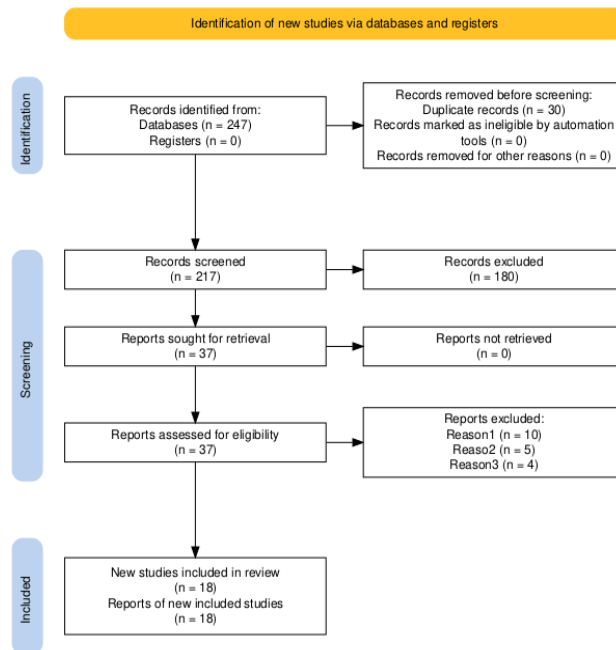 Identification of new studies via databases and registers
Identification
Records identified from:
Databases (n = 247)
Registers (n = 0)
Records removed before screening:
Duplicate records (n = 30)
Records marked as ineligible by automation
tools (n = 0)
Records removed for other reasons (n = 0)
Screening
Records screened
(n = 217)
Records excluded
(n = 180)
Reports sought for retrieval
(n = 37)
Reports not retrieved
(n = 0)
Reports assessed for eligibility
(n = 37)
Reports excluded:
Reason1 (n = 10)
Reaso2 (n = 5)
Reason3 (n = 4)
Included
New studies included in review
(n = 18)
Reports of new included studies
(n = 18)